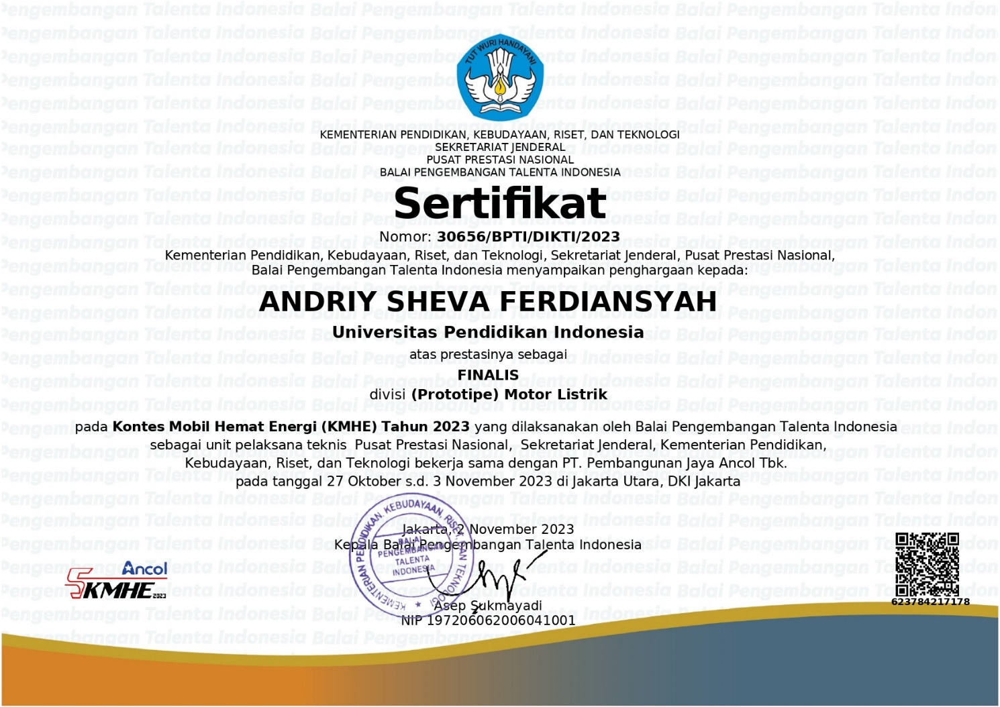 TUT WURI HANDAYANI
KEMENTERIAN PENDIDIKAN, KEBUDAYAAN, RISET, DAN TEKNOLOGI
SEKRETARIAT JENDERAL
PUSAT PRESTASI NASIONAL
BALAI PENGEMBANGAN TALENTA INDONESIA
Sertifikat
Nomor: 30656/BPTI/DIKTI/2023
Kementerian Pendidikan, Kebudayaan, Riset, dan Teknologi, Sekretariat Jenderal, Pusat Prestasi Nasional,
Balai Pengembangan Talenta Indonesia menyampaikan penghargaan kepada:
ANDRIY SHEVA FERDIANSYAH
Universitas Pendidikan Indonesia
atas prestasinya sebagai
FINALIS
divisi (Prototipe) Motor Listrik
pada Kontes Mobil Hemat Energi (KMHE) Tahun 2023 yang dilaksanakan oleh Balai Pengembangan Talenta Indonesia
sebagai unit pelaksana teknis Pusat Prestasi Nasional, Sekretariat Jenderal, Kementerian Pendidikan,
Kebudayaan, Riset, dan Teknologi bekerja sama dengan PT. Pembangunan Jaya Ancol Tbk.
pada tanggal 27 Oktober s.d. 3 November 2023 di Jakarta Utara, DKI Jakarta
Jakarta, November 2023
Kepala Balai Pengembangan Talenta Indonesia
KEMENTERIAN PENDIDIKAN, KEBUDAYAAN, RISET, DAN TEKNOLOGI
BALAI
PENGEMBANGAN
TALENTA
INDONESIA
Asep Sukmayadi
NIP 197206062006041001
Ancol
KMHE 2023
623784217178